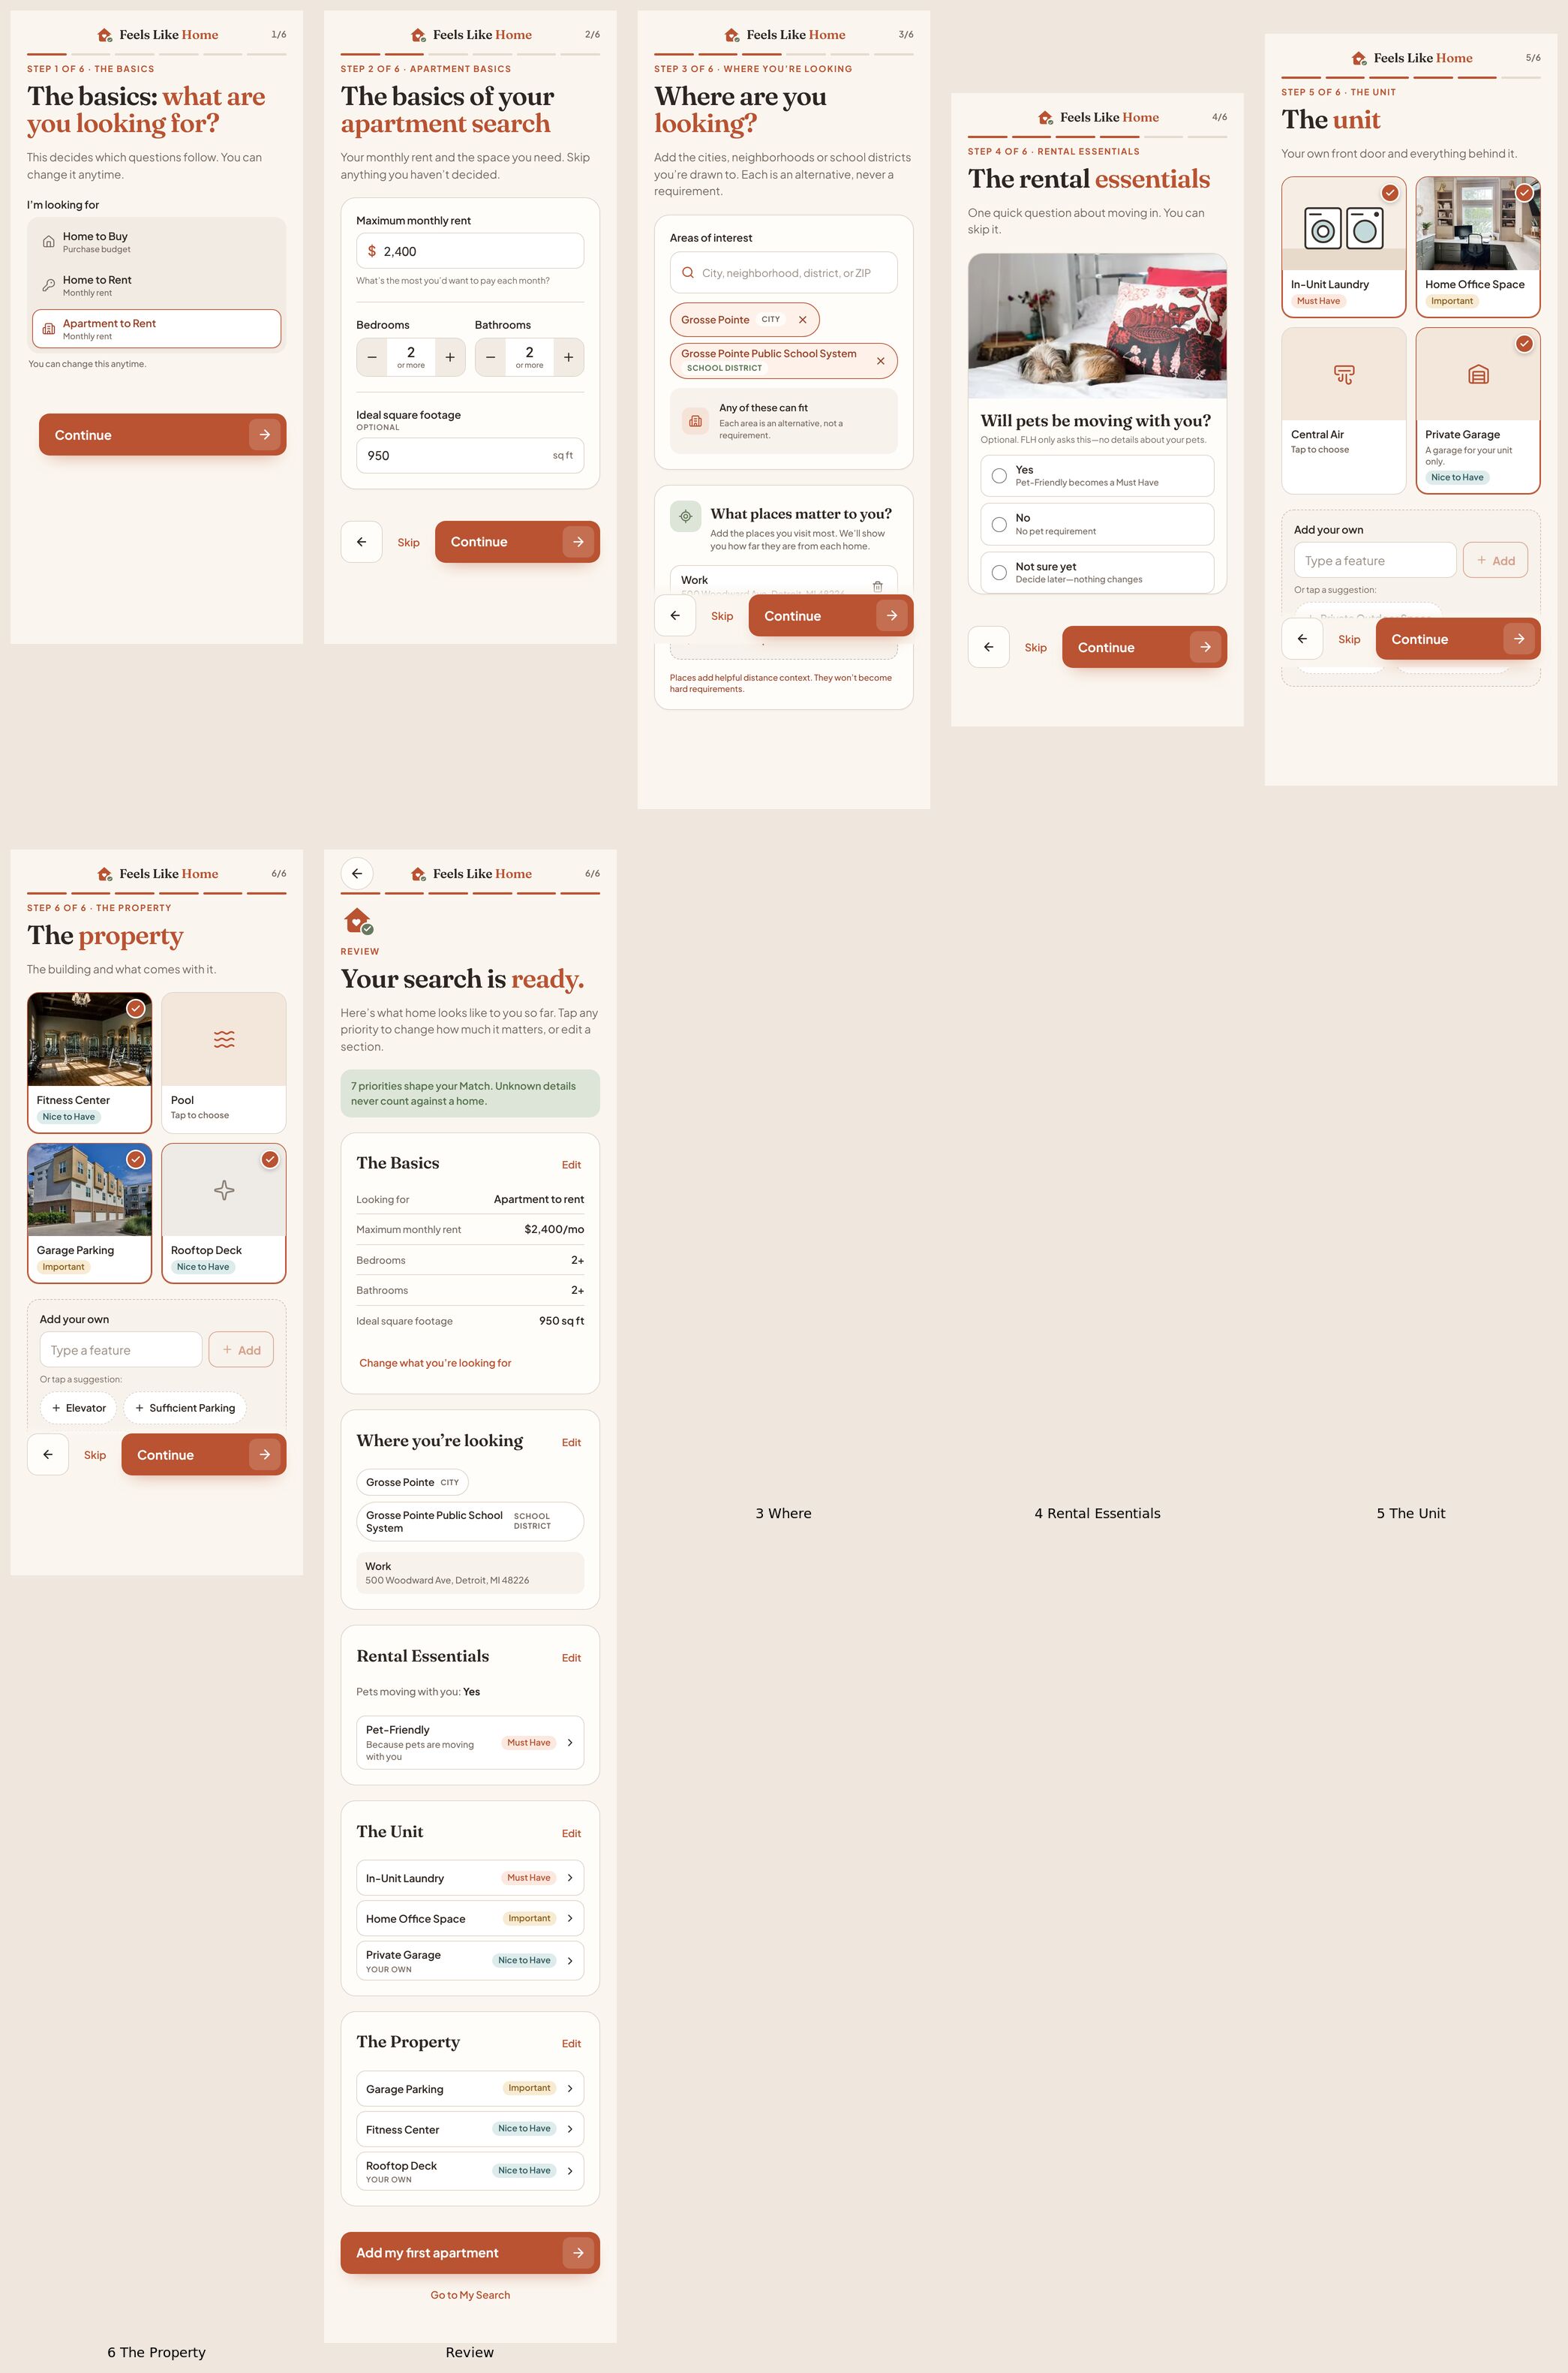 Feels Like Home
1/6
STEP 1 OF 6 · THE BASICS
The basics: what are
you looking for?
This decides which questions follow. You can
change it anytime.
I'm looking for
Home to Buy
Purchase budget
Home to Rent
Monthly rent
Apartment to Rent
Monthly rent
You can change this anytime.
Continue
Feels Like Home
2/6
STEP 2 OF 6 · APARTMENT BASICS
The basics of your
apartment search
Your monthly rent and the space you need. Skip
anything you haven't decided.
Maximum monthly rent
$ 2,400
What's the most you'd want to pay each month?
Bedrooms
Bathrooms
− 2 +
or more
− 2 +
or more
Ideal square footage
OPTIONAL
950 sq ft
Skip
Continue
Feels Like Home
3/6
STEP 3 OF 6 · WHERE YOU'RE LOOKING
Where are you
looking?
Add the cities, neighborhoods or school districts
you're drawn to. Each is an alternative, never a
requirement.
Areas of interest
City, neighborhood, district, or ZIP
Grosse Pointe CITY
Grosse Pointe Public School System
SCHOOL DISTRICT
Any of these can fit
Each area is an alternative, not a
requirement.
What places matter to you?
Add the places you visit most. We'll show
you how far they are from each home.
Work
500 Woodward Ave, Detroit, MI 48226
Skip
Continue
Places add helpful distance context. They won't become
hard requirements.
Feels Like Home
4/6
STEP 4 OF 6 · RENTAL ESSENTIALS
The rental essentials
One quick question about moving in. You can
skip it.
Will pets be moving with you?
Optional. FLH only asks this—no details about your pets.
Yes
Pet-Friendly becomes a Must Have
No
No pet requirement
Not sure yet
Decide later—nothing changes
Skip
Continue
Feels Like Home
5/6
STEP 5 OF 6 · THE UNIT
The unit
Your own front door and everything behind it.
In-Unit Laundry
Must Have
Home Office Space
Important
Central Air
Tap to choose
Private Garage
A garage for your unit
only.
Nice to Have
Add your own
Type a feature
+ Add
Or tap a suggestion:
+ Private Outdoor Space
Skip
Continue
Feels Like Home
6/6
STEP 6 OF 6 · THE PROPERTY
The property
The building and what comes with it.
Fitness Center
Nice to Have
Pool
Tap to choose
Garage Parking
Important
Rooftop Deck
Nice to Have
Add your own
Type a feature
+ Add
Or tap a suggestion:
+ Elevator
+ Sufficient Parking
Skip
Continue
Feels Like Home
6/6
REVIEW
Your search is ready.
Here's what home looks like to you so far. Tap any
priority to change how much it matters, or edit a
section.
7 priorities shape your Match. Unknown details
never count against a home.
The Basics
Edit
Looking for
Apartment to rent
Maximum monthly rent
$2,400/mo
Bedrooms
2+
Bathrooms
2+
Ideal square footage
950 sq ft
Change what you're looking for
Where you're looking
Edit
Grosse Pointe CITY
Grosse Pointe Public School
System
SCHOOL
DISTRICT
Work
500 Woodward Ave, Detroit, MI 48226
Rental Essentials
Edit
Pets moving with you: Yes
Pet-Friendly
Because pets are moving
with you
Must Have
The Unit
Edit
In-Unit Laundry
Must Have
Home Office Space
Important
Private Garage
YOUR OWN
Nice to Have
The Property
Edit
Garage Parking
Important
Fitness Center
Nice to Have
Rooftop Deck
YOUR OWN
Nice to Have
Add my first apartment
Go to My Search
3 Where
4 Rental Essentials
5 The Unit
6 The Property
Review